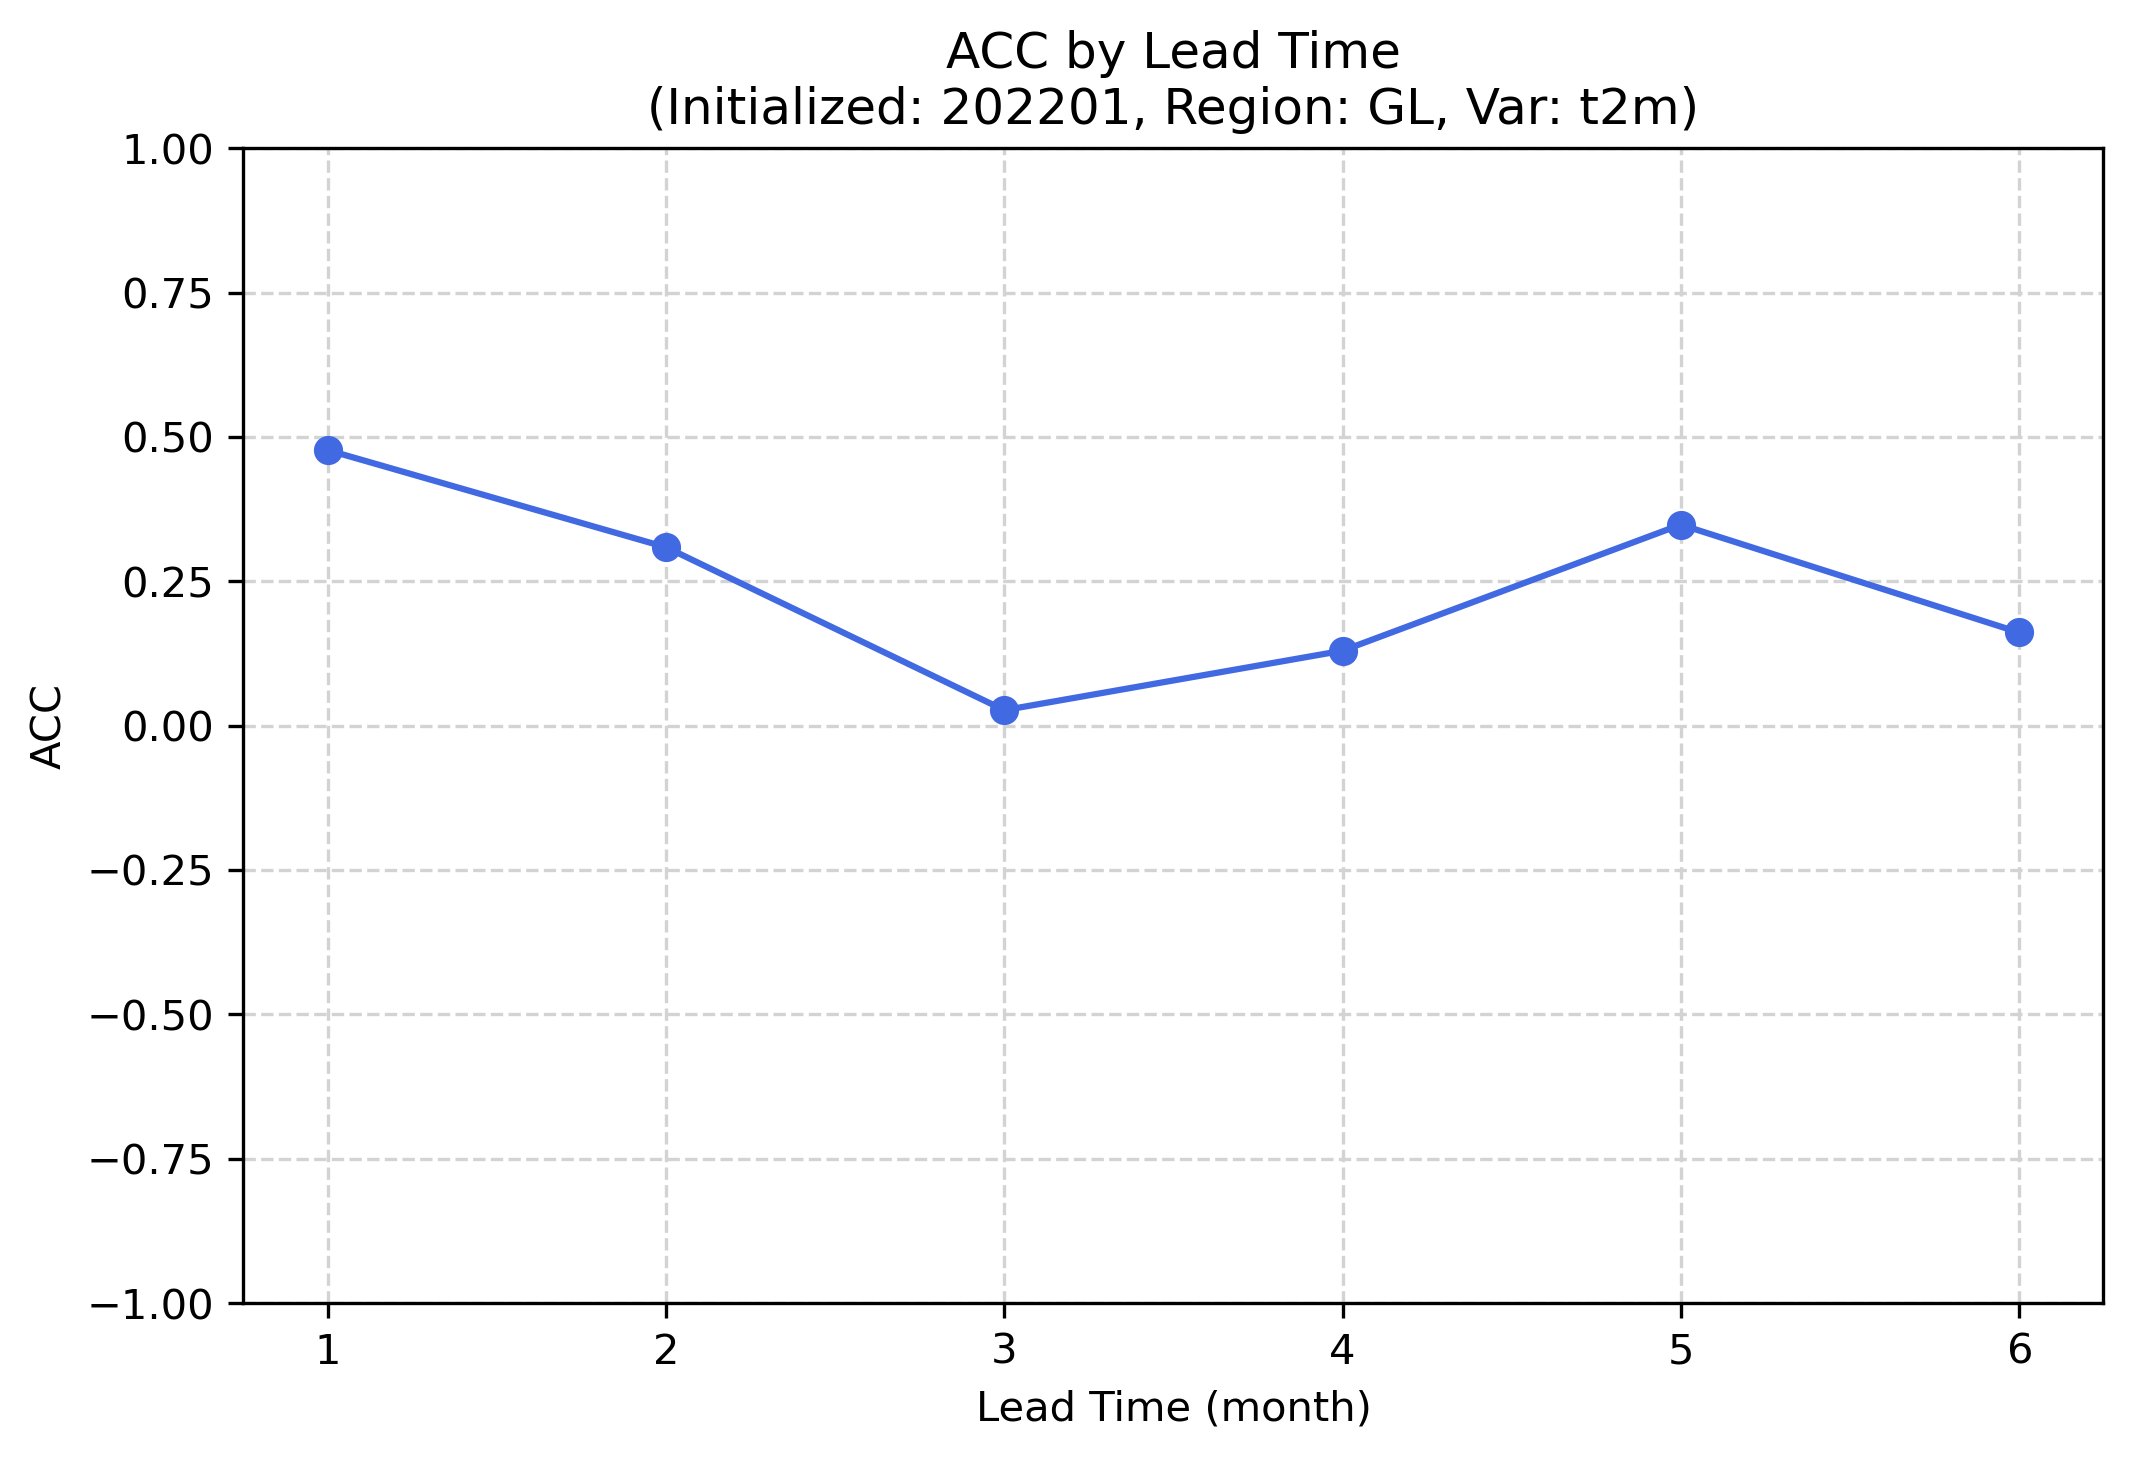 ACC by Lead Time
(Initialized: 202201, Region: GL, Var: t2m)
1.00
0.75
0.50
0.25
0.00
−0.25
−0.50
−0.75
−1.00
ACC
1 2 3 4 5 6
Lead Time (month)